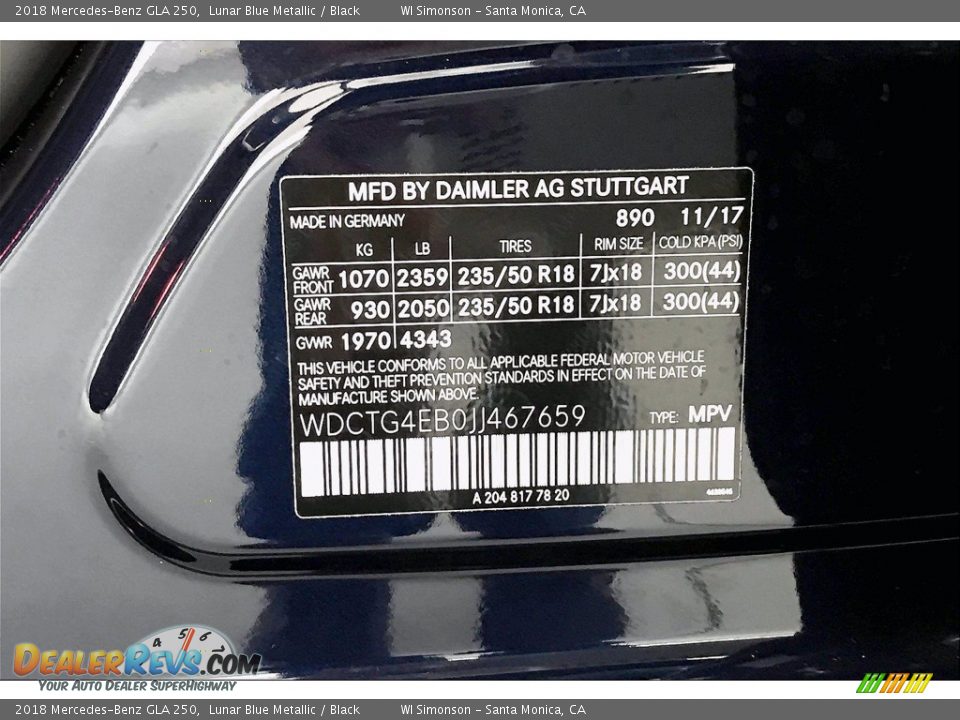 2018 Mercedes-Benz GLA 250, Lunar Blue Metallic / Black WI Simonson - Santa Monica, CA
MFD BY DAIMLER AG STUTTGART
MADE IN GERMANY 890 11/17
KG LB TIRES RIM SIZE COLD KPA (PSI)
GAWR FRONT 1070 2359 235/50 R18 7Jx18 300(44)
GAWR REAR 930 2050 235/50 R18 7Jx18 300(44)
GVWR 1970 4343
THIS VEHICLE CONFORMS TO ALL APPLICABLE FEDERAL MOTOR VEHICLE
SAFETY AND THEFT PREVENTION STANDARDS IN EFFECT ON THE DATE OF
MANUFACTURE SHOWN ABOVE.
WDCTG4EB0JJ467659 TYPE: MPV
A 204 817 78 20
4 5 6
DEALERREVS.COM
YOUR AUTO DEALER SUPERHIGHWAY
2018 Mercedes-Benz GLA 250, Lunar Blue Metallic / Black WI Simonson - Santa Monica, CA